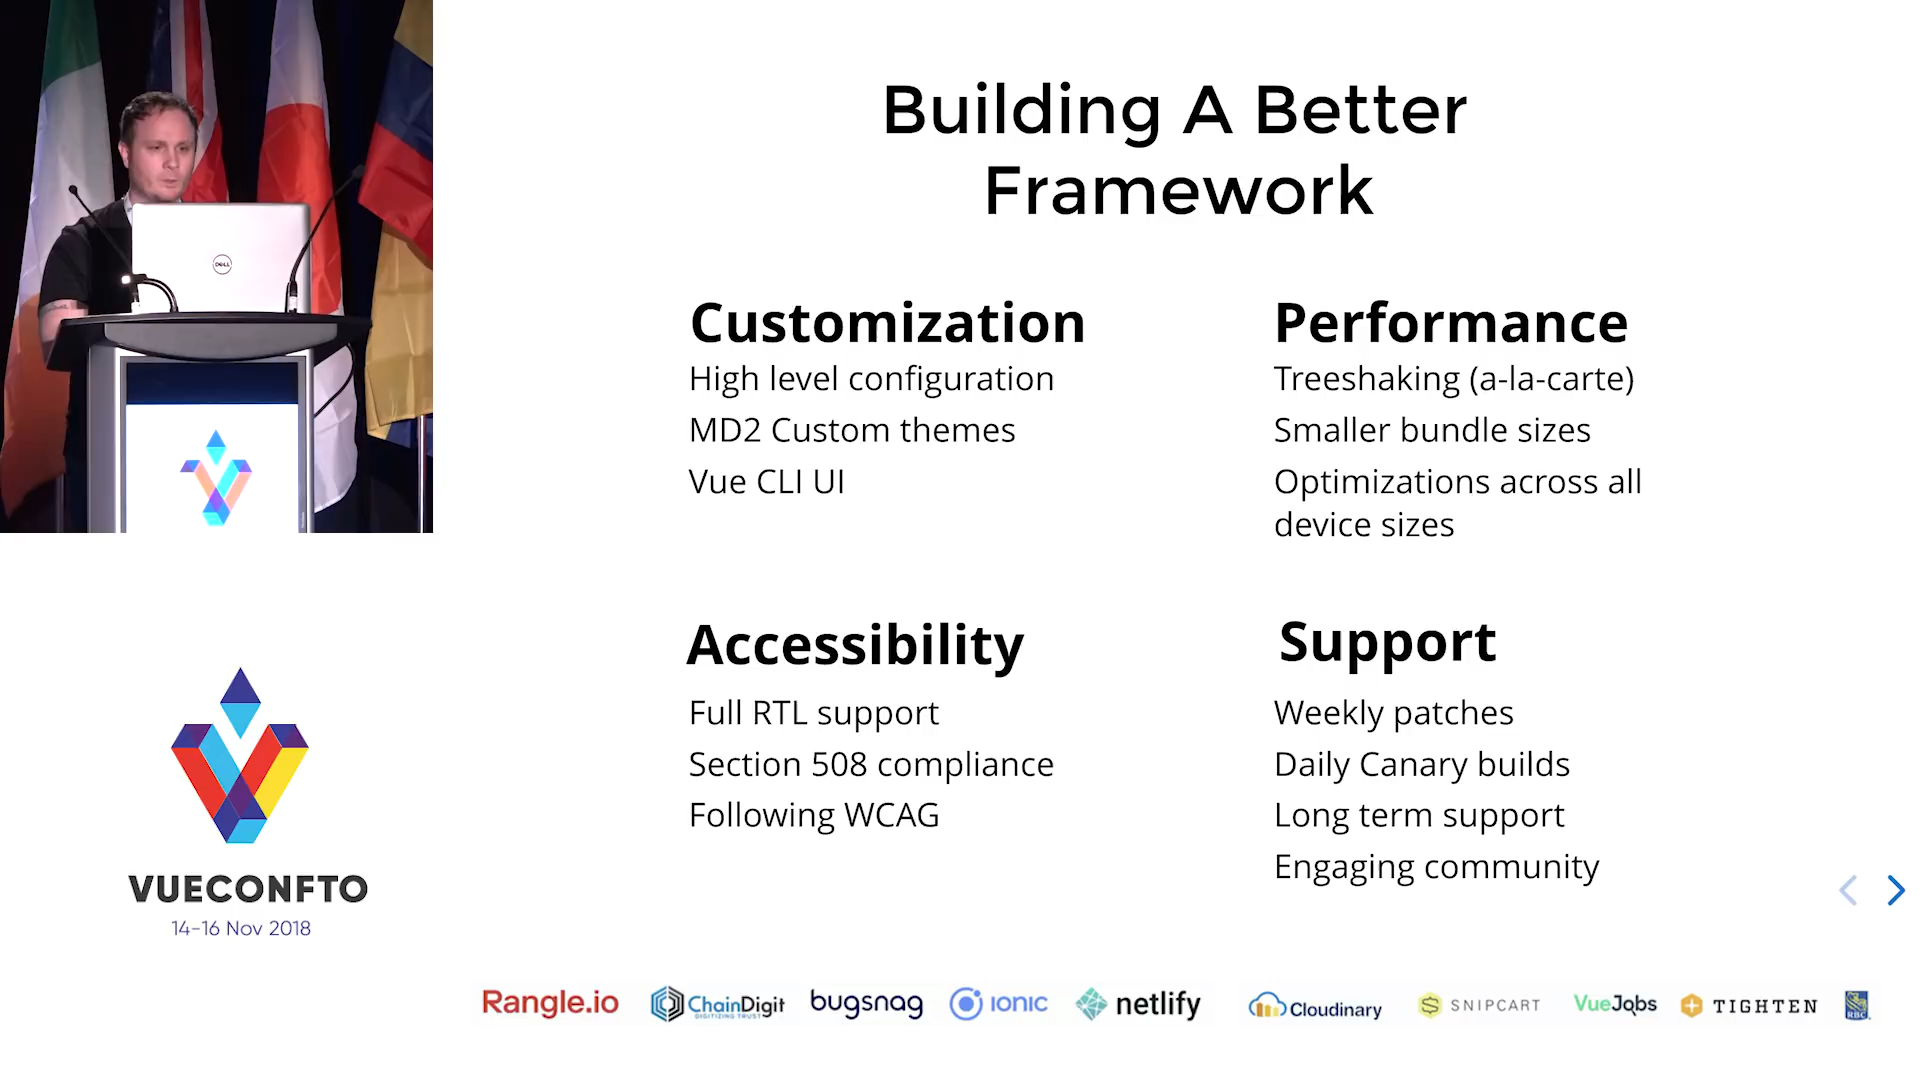 Building A Better
Framework
Customization
High level configuration
MD2 Custom themes
Vue CLI UI
Performance
Treeshaking (a-la-carte)
Smaller bundle sizes
Optimizations across all
device sizes
Accessibility
Full RTL support
Section 508 compliance
Following WCAG
Support
Weekly patches
Daily Canary builds
Long term support
Engaging community
DELL
VUECONFTO
14-16 Nov 2018
Rangle.io
ChainDigit
DIGITIZING TRUST
bugsnag
IONIC
netlify
Cloudinary
SNIPCART
VueJobs
TIGHTEN
RBC